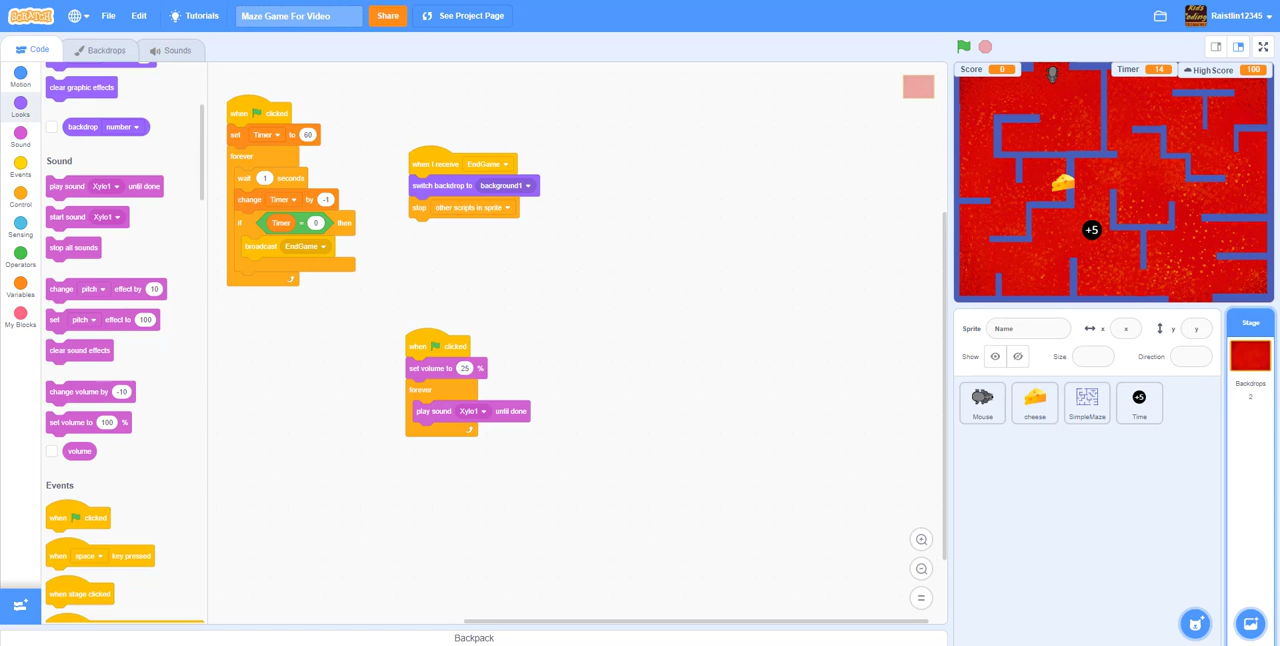 SCRATCH File Edit Tutorials Maze Game For Video Share See Project Page Raistlin12345
Code Backdrops Sounds
Motion
Looks
Sound
Events
Control
Sensing
Operators
Variables
My Blocks
clear graphic effects
backdrop number
Sound
play sound Xylo1 until done
start sound Xylo1
stop all sounds
change pitch effect by 10
set pitch effect to 100
clear sound effects
change volume by -10
set volume to 100 %
volume
Events
when clicked
when space key pressed
when stage clicked
when clicked
set Timer to 60
forever
wait 1 seconds
change Timer by -1
if Timer = 0 then
broadcast EndGame
when I receive EndGame
switch backdrop to background1
stop other scripts in sprite
when clicked
set volume to 25 %
forever
play sound Xylo1 until done
Score 0 Timer 14 HighScore 100
+5
Sprite Name x x y y
Show Size Direction
Mouse cheese SimpleMaze +5 Time
Stage
Backdrops
2
Backpack